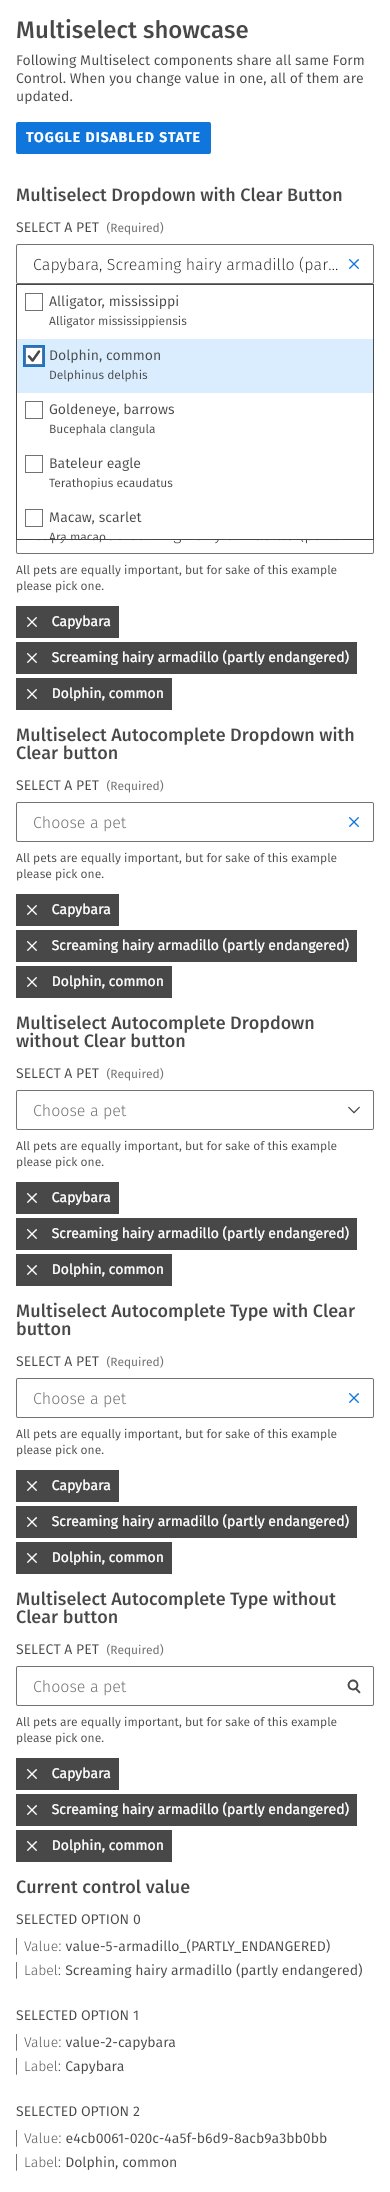 Multiselect showcase
Following Multiselect components share all same Form
Control. When you change value in one, all of them are
updated.
TOGGLE DISABLED STATE
Multiselect Dropdown with Clear Button
SELECT A PET (Required)
Capybara, Screaming hairy armadillo (par...
Alligator, mississippi
Alligator mississippiensis
Dolphin, common
Delphinus delphis
Goldeneye, barrows
Bucephala clangula
Bateleur eagle
Terathopius ecaudatus
Macaw, scarlet
Ara macao
All pets are equally important, but for sake of this example
please pick one.
Capybara
Screaming hairy armadillo (partly endangered)
Dolphin, common
Multiselect Autocomplete Dropdown with
Clear button
SELECT A PET (Required)
Choose a pet
All pets are equally important, but for sake of this example
please pick one.
Capybara
Screaming hairy armadillo (partly endangered)
Dolphin, common
Multiselect Autocomplete Dropdown
without Clear button
SELECT A PET (Required)
Choose a pet
All pets are equally important, but for sake of this example
please pick one.
Capybara
Screaming hairy armadillo (partly endangered)
Dolphin, common
Multiselect Autocomplete Type with Clear
button
SELECT A PET (Required)
Choose a pet
All pets are equally important, but for sake of this example
please pick one.
Capybara
Screaming hairy armadillo (partly endangered)
Dolphin, common
Multiselect Autocomplete Type without
Clear button
SELECT A PET (Required)
Choose a pet
All pets are equally important, but for sake of this example
please pick one.
Capybara
Screaming hairy armadillo (partly endangered)
Dolphin, common
Current control value
SELECTED OPTION 0
Value: value-5-armadillo_(PARTLY_ENDANGERED)
Label: Screaming hairy armadillo (partly endangered)
SELECTED OPTION 1
Value: value-2-capybara
Label: Capybara
SELECTED OPTION 2
Value: e4cb0061-020c-4a5f-b6d9-8acb9a3bb0bb
Label: Dolphin, common